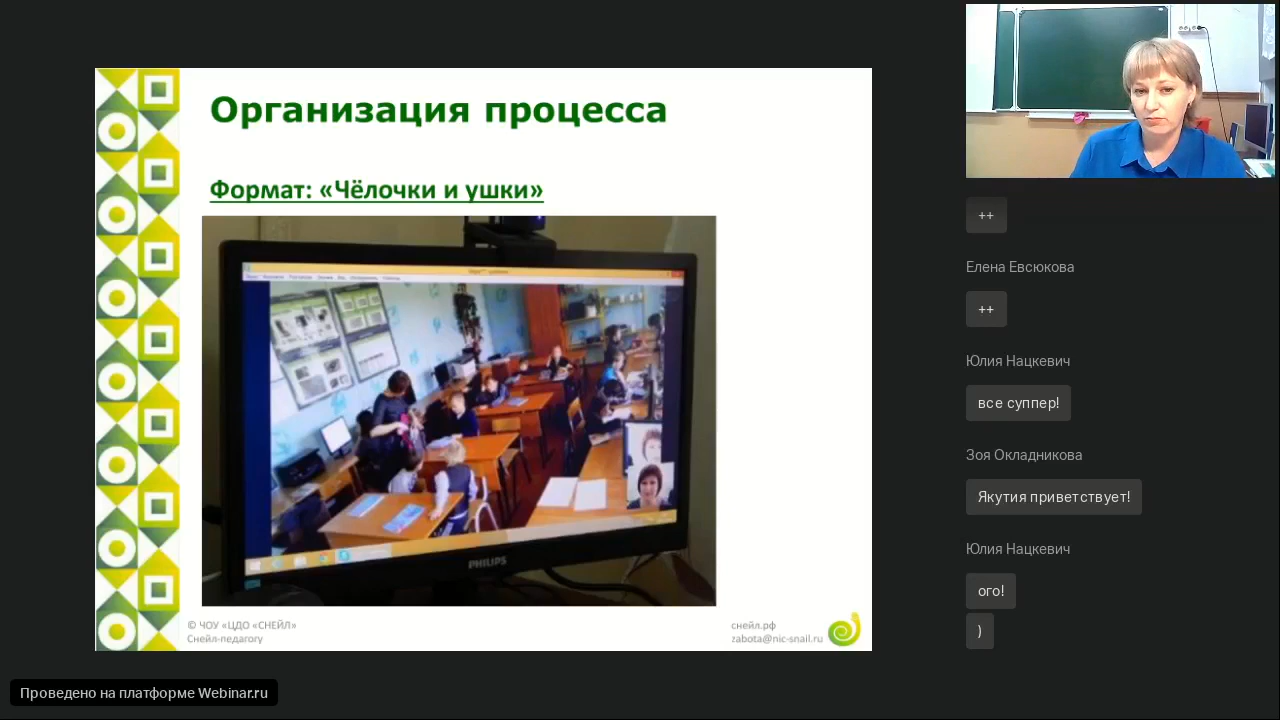 Организация процесса
Формат: «Чёлочки и ушки»
PHILIPS
© ЧОУ «ЦДО «СНЕЙЛ»
Снейл-педагогу
снейл.рф
zabota@nic-snail.ru
++
Елена Евсюкова
++
Юлия Нацкевич
все суппер!
Зоя Окладникова
Якутия приветствует!
Юлия Нацкевич
ого!
)
Проведено на платформе Webinar.ru